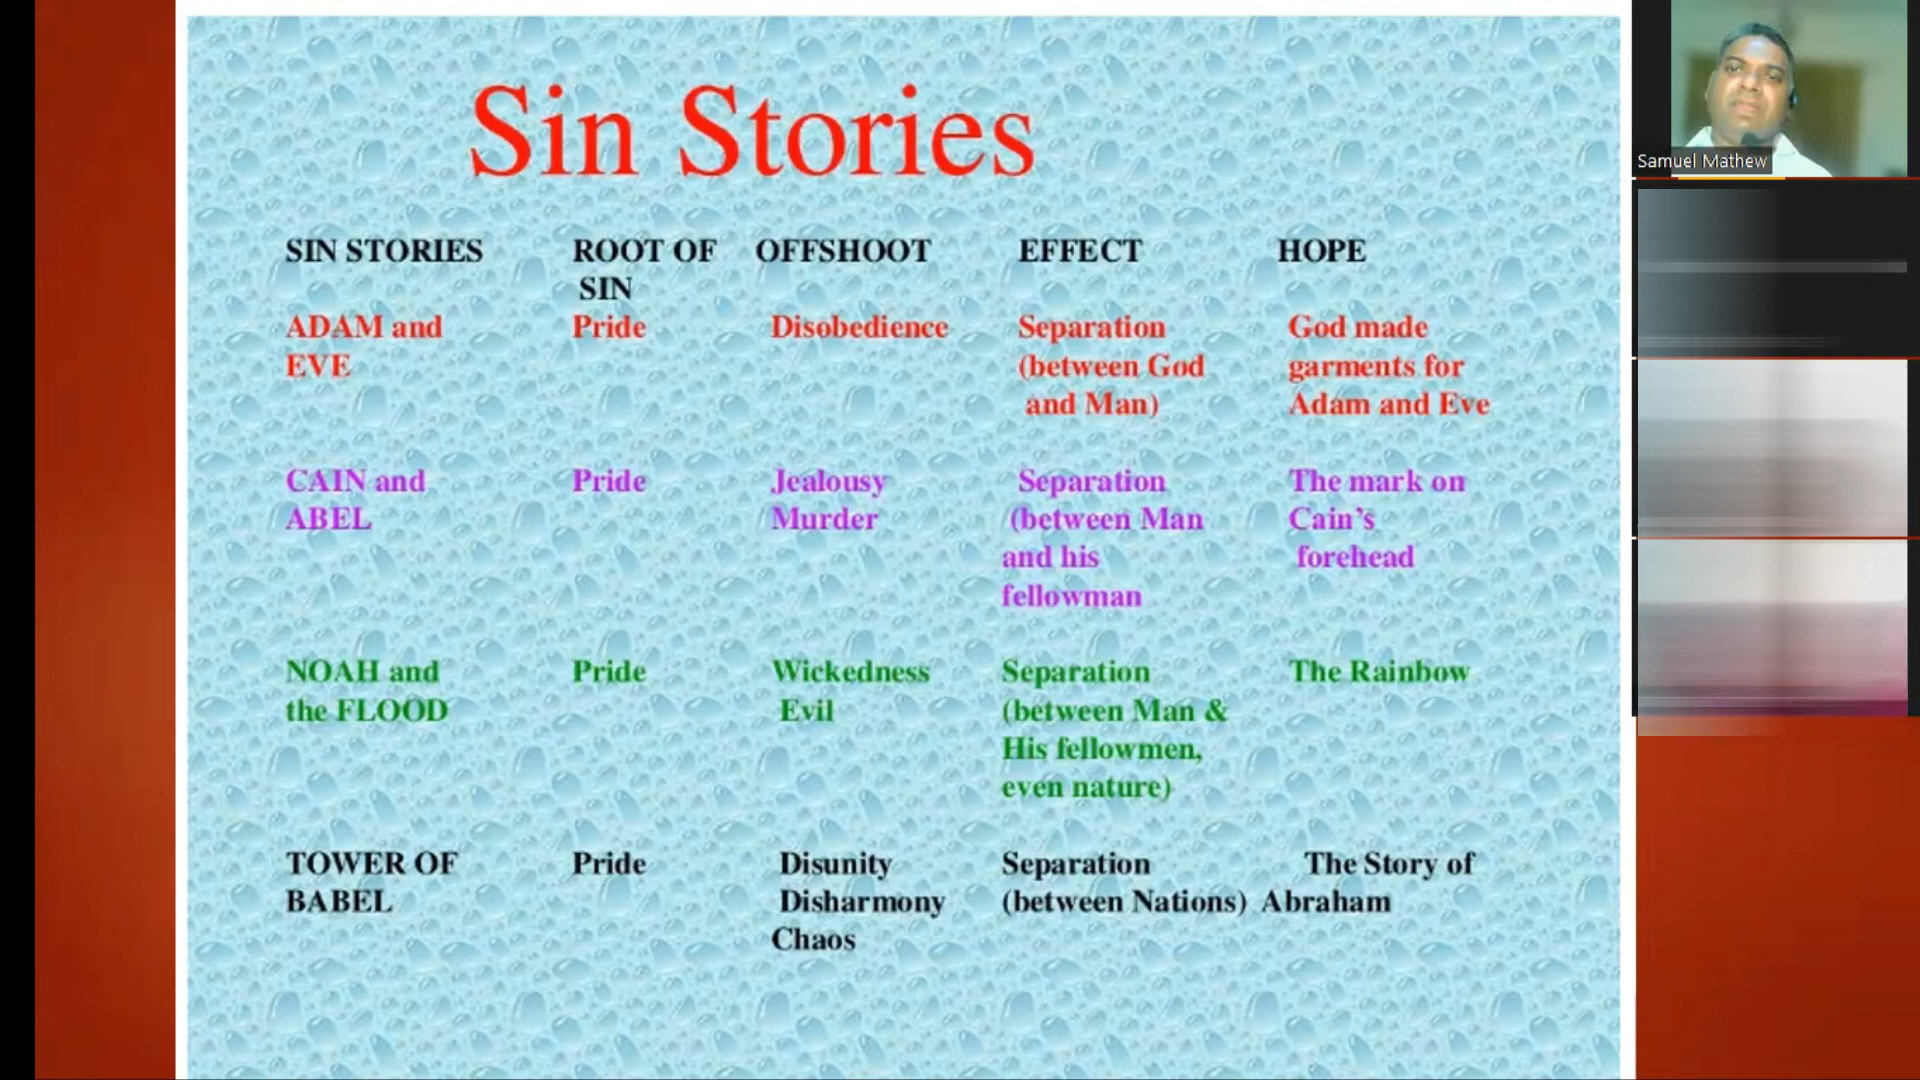 Sin Stories
SIN STORIES ROOT OF OFFSHOOT EFFECT HOPE
SIN
ADAM and Pride Disobedience Separation God made
EVE (between God garments for
and Man) Adam and Eve
CAIN and Pride Jealousy Separation The mark on
ABEL Murder (between Man Cain’s
and his forehead
fellowman
NOAH and Pride Wickedness Separation The Rainbow
the FLOOD Evil (between Man &
His fellowmen,
even nature)
TOWER OF Pride Disunity Separation The Story of
BABEL Disharmony (between Nations) Abraham
Chaos
Samuel Mathew